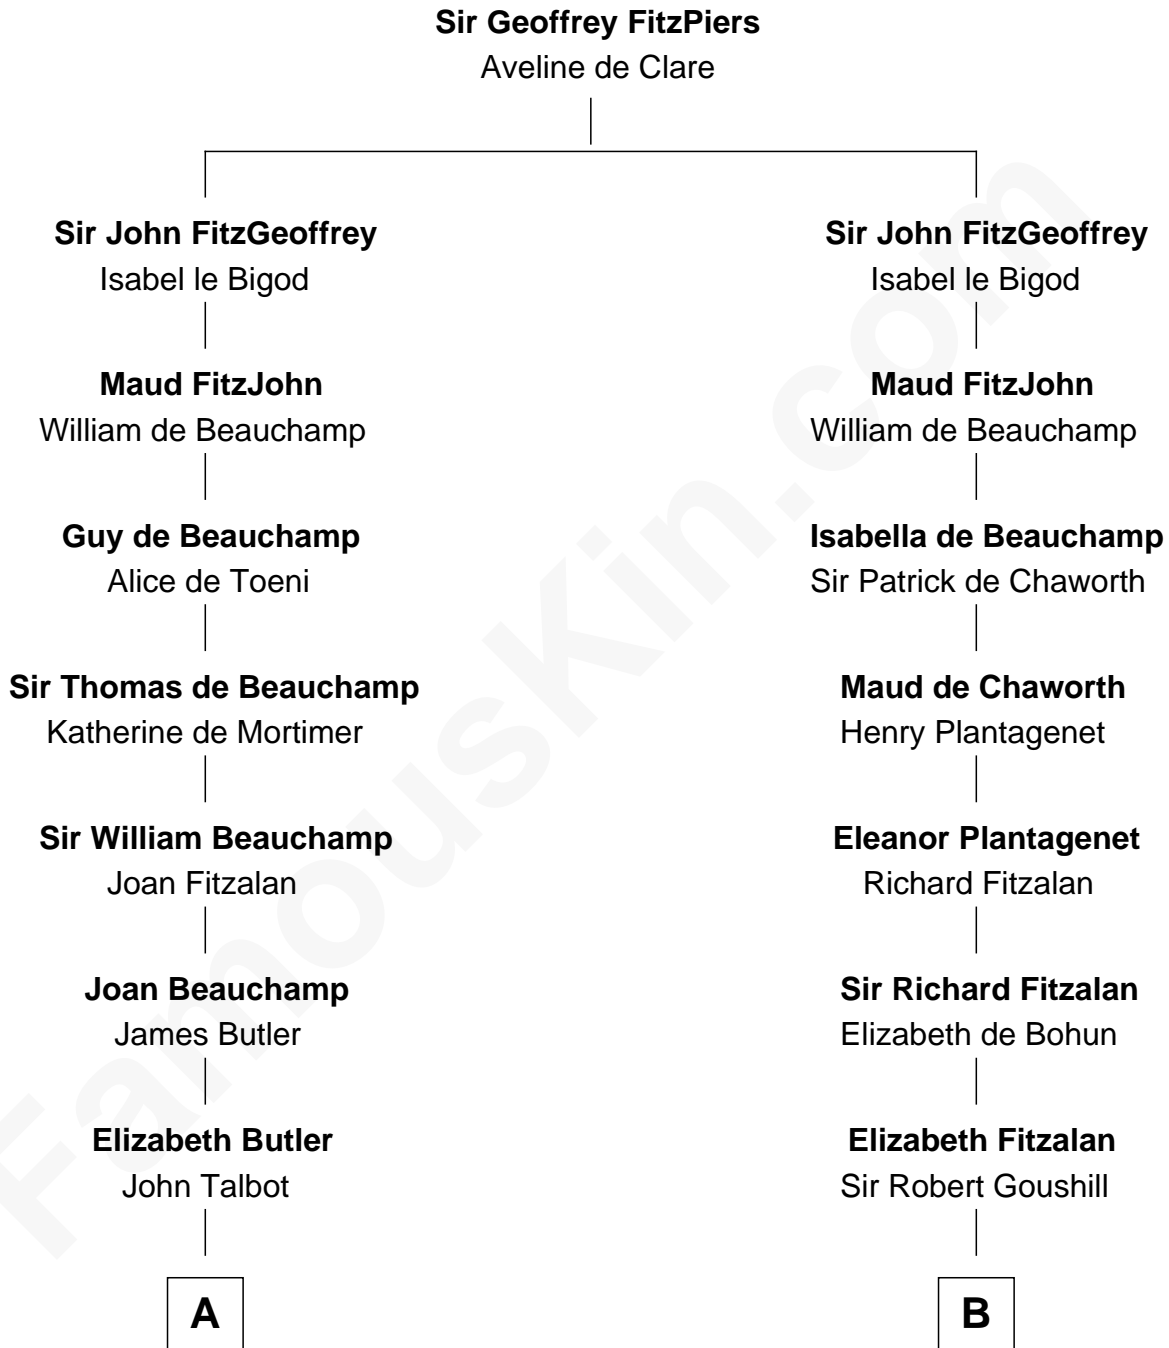 Sir Geoffrey FitzPiers
Aveline de Clare
Sir John FitzGeoffrey
Isabel le Bigod
Maud FitzJohn
William de Beauchamp
Guy de Beauchamp
Alice de Toeni
Sir Thomas de Beauchamp
Katherine de Mortimer
Sir William Beauchamp
Joan Fitzalan
Joan Beauchamp
James Butler
Elizabeth Butler
John Talbot
A
Sir John FitzGeoffrey
Isabel le Bigod
Maud FitzJohn
William de Beauchamp
Isabella de Beauchamp
Sir Patrick de Chaworth
Maud de Chaworth
Henry Plantagenet
Eleanor Plantagenet
Richard Fitzalan
Sir Richard Fitzalan
Elizabeth de Bohun
Elizabeth Fitzalan
Sir Robert Goushill
B
FamousKin.com